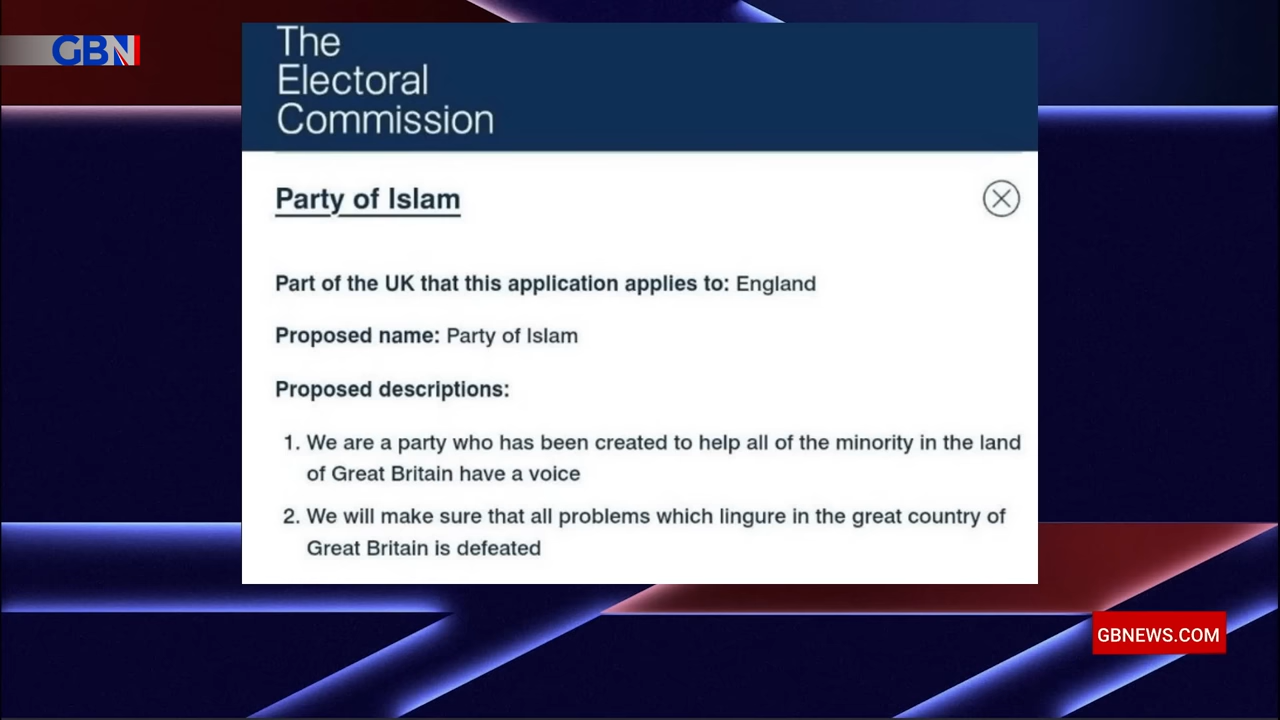 GBN
The
Electoral
Commission
Party of Islam
Part of the UK that this application applies to: England
Proposed name: Party of Islam
Proposed descriptions:
1. We are a party who has been created to help all of the minority in the land
of Great Britain have a voice
2. We will make sure that all problems which lingure in the great country of
Great Britain is defeated
GBNEWS.COM